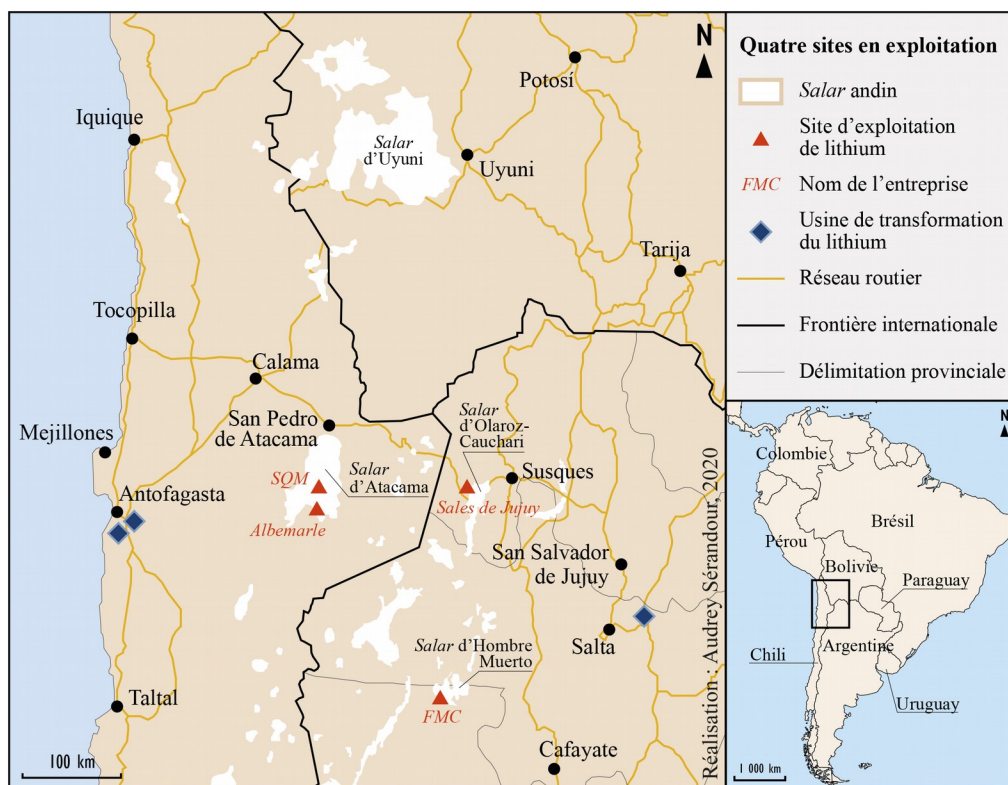 N
Potosí
Iquique
Salar
d'Uyuni
Uyuni
Tarija
Tocopilla
Calama
San Pedro
de Atacama
Salar
d'Olaroz-
Cauchari
Mejillones
Salar
d'Atacama
Susques
SQM
Antofagasta
Sales de Jujuy
Albemarle
San Salvador
de Jujuy
Salta
Salar d'Hombre
Muerto
Taltal
FMC
Cafayate
100 km
Réalisation : Audrey Sérandour, 2020
Quatre sites en exploitation
Salar andin
Site d'exploitation
de lithium
FMC
Nom de l'entreprise
Usine de transformation
du lithium
Réseau routier
Frontière internationale
Délimitation provinciale
N
Colombie
Brésil
Pérou
Bolivie
Paraguay
Argentine
Chili
Uruguay
1 000 km